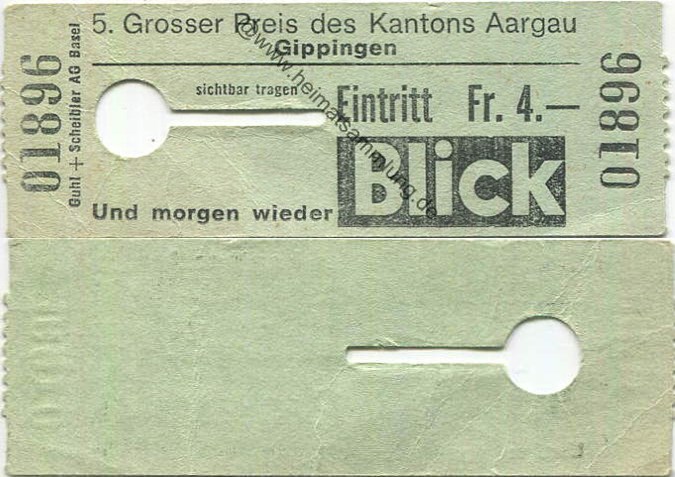 5. Grosser Preis des Kantons Aargau
Gippingen
01896
Guhl + Scheibler AG Basel
sichtbar tragen
Eintritt Fr. 4.—
Und morgen wieder Blick
01896
©www.heimatsammlung.de